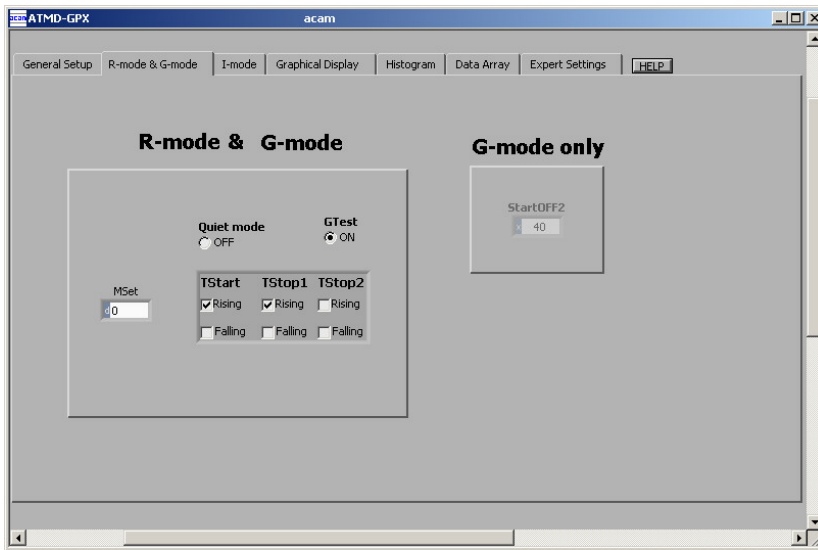 acam ATMD-GPX acam
General Setup R-mode & G-mode I-mode Graphical Display Histogram Data Array Expert Settings HELP
R-mode & G-mode
G-mode only
Quiet mode
OFF
GTest
ON
MSet
d 0
TStart TStop1 TStop2
Rising Rising Rising
Falling Falling Falling
StartOFF2
40